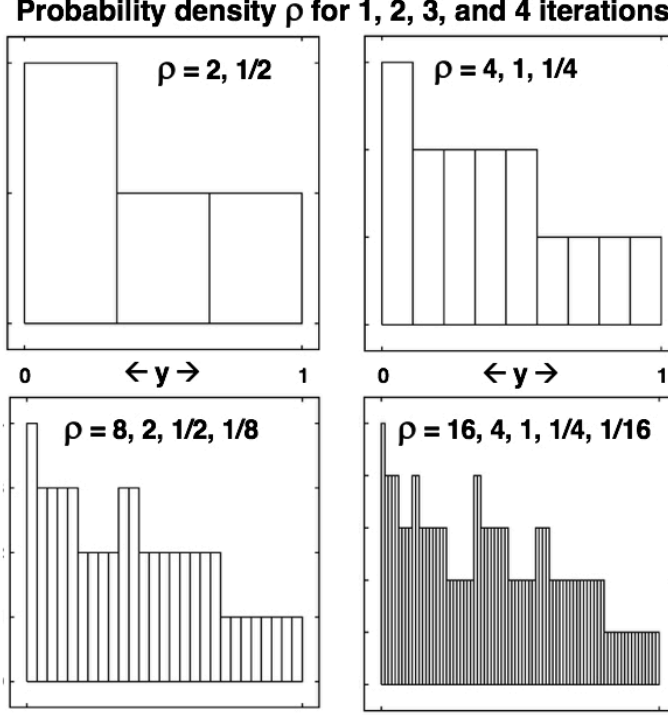 Probability density ρ for 1, 2, 3, and 4 iterations
ρ = 2, 1/2
ρ = 4, 1, 1/4
0 ← y → 1
0 ← y → 1
ρ = 8, 2, 1/2, 1/8
ρ = 16, 4, 1, 1/4, 1/16